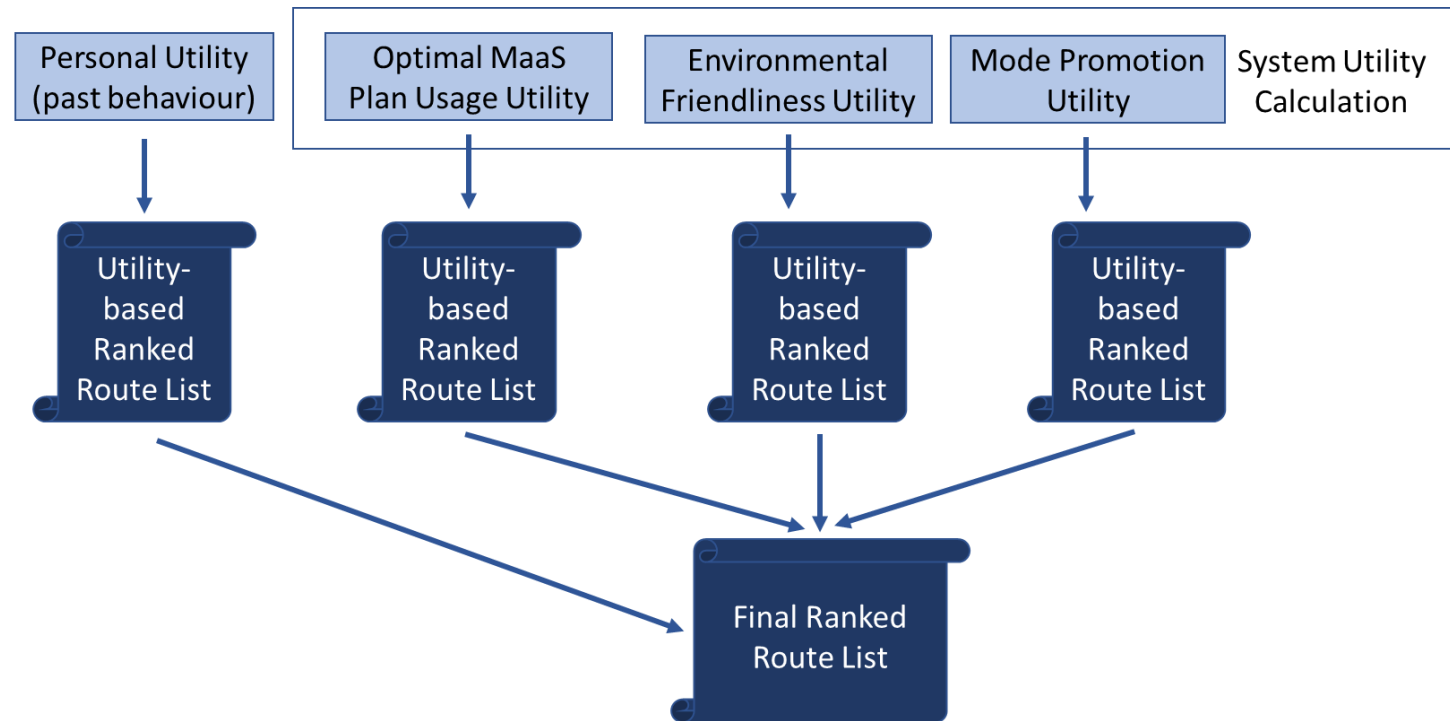 Personal Utility
(past behaviour)
Optimal MaaS
Plan Usage Utility
Environmental
Friendliness Utility
Mode Promotion
Utility
System Utility
Calculation
Utility-
based
Ranked
Route List
Utility-
based
Ranked
Route List
Utility-
based
Ranked
Route List
Utility-
based
Ranked
Route List
Final Ranked
Route List